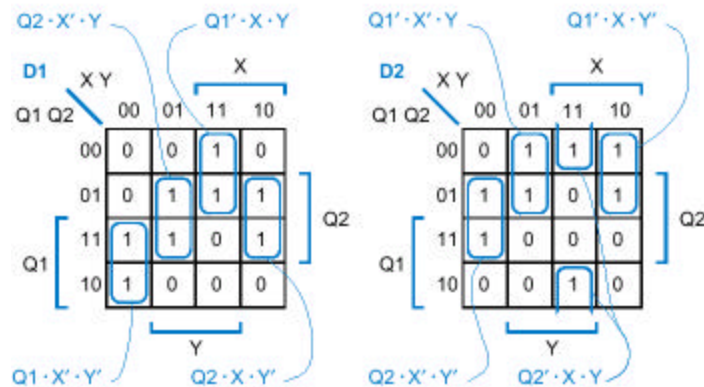 Q2 · X′ · Y Q1′ · X · Y Q1′ · X′ · Y Q1′ · X · Y′
D1 X Y X D2 X Y X
Q1 Q2 00 01 11 10 Q1 Q2 00 01 11 10
00 0 0 1 0 00 0 1 1 1
01 0 1 1 1 01 1 1 0 1
Q2 Q2
11 1 1 0 1 11 1 0 0 0
Q1 Q1
10 1 0 0 0 10 0 0 1 0
Y Y
Q1 · X′ · Y′ Q2 · X · Y′ Q2 · X′ · Y′ Q2′ · X · Y